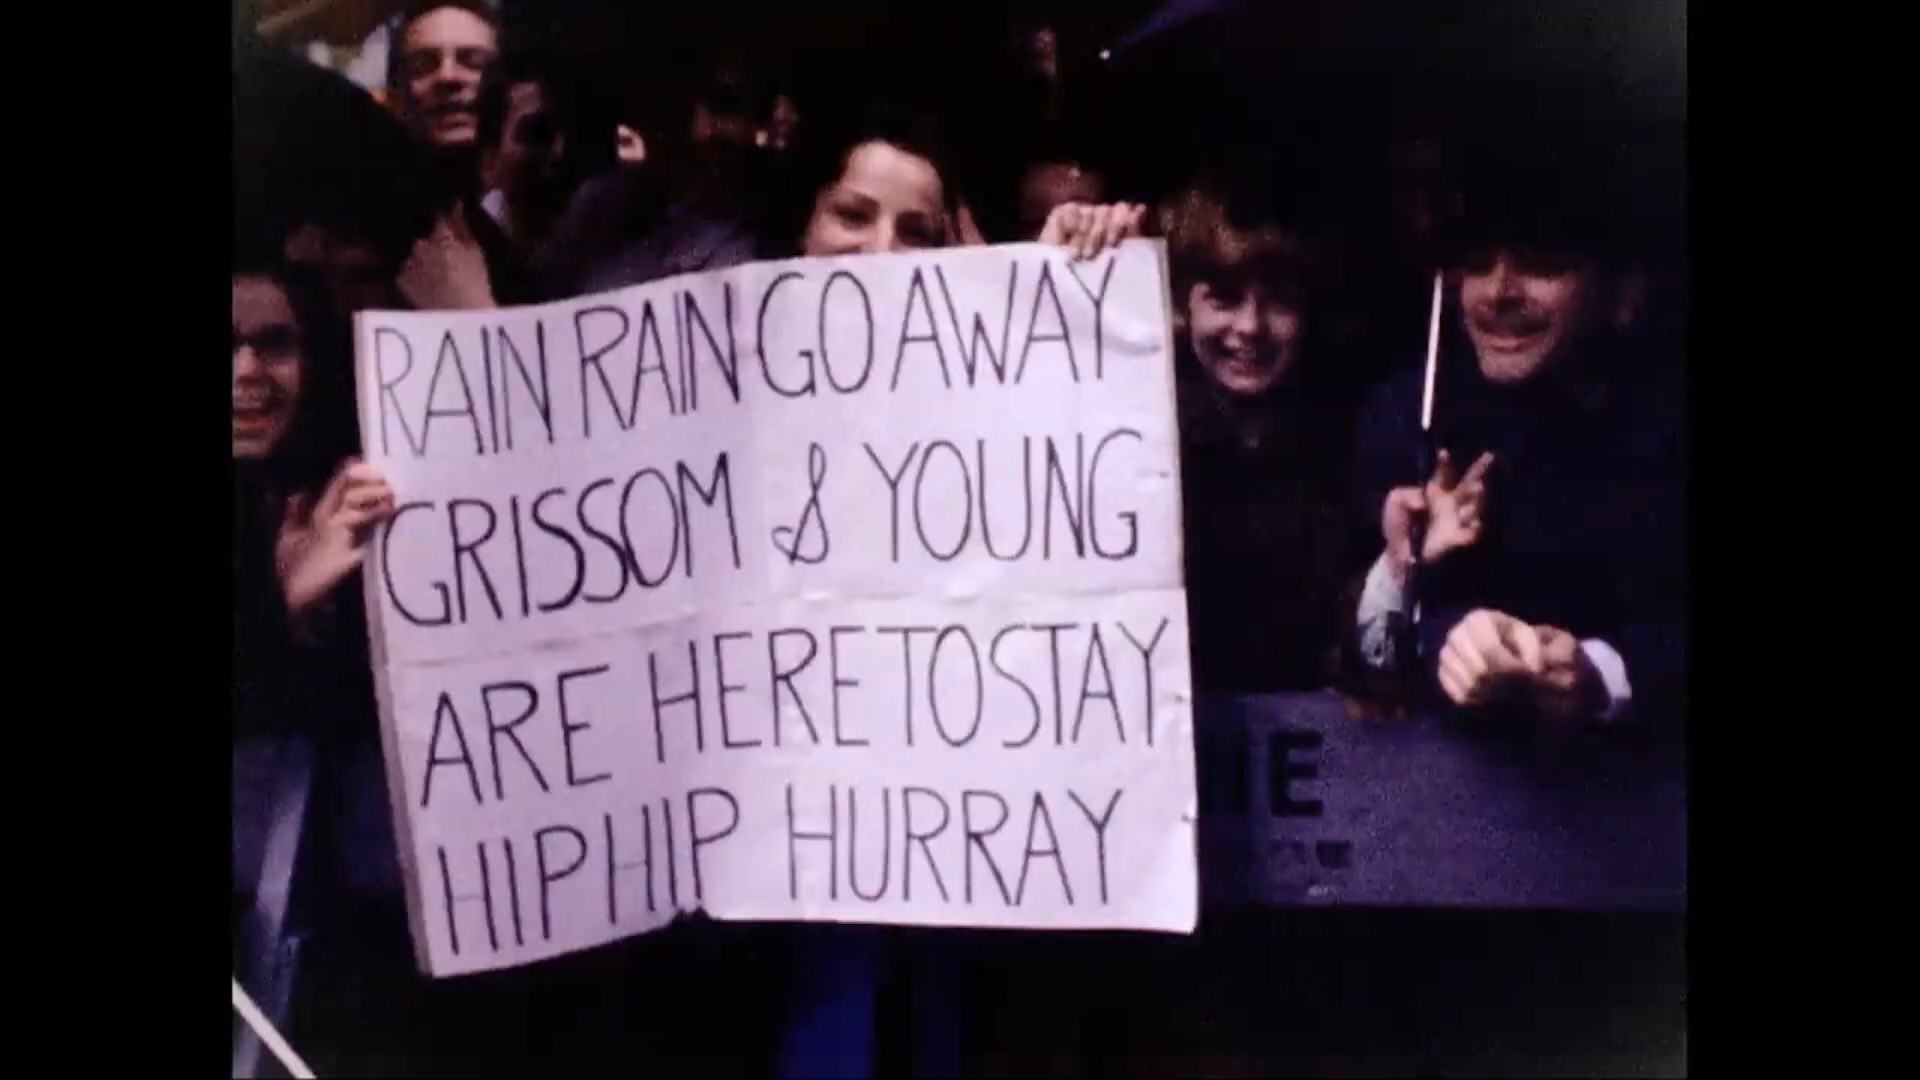 RAIN RAIN GO AWAY
GRISSOM & YOUNG
ARE HERE TO STAY
HIP HIP HURRAY